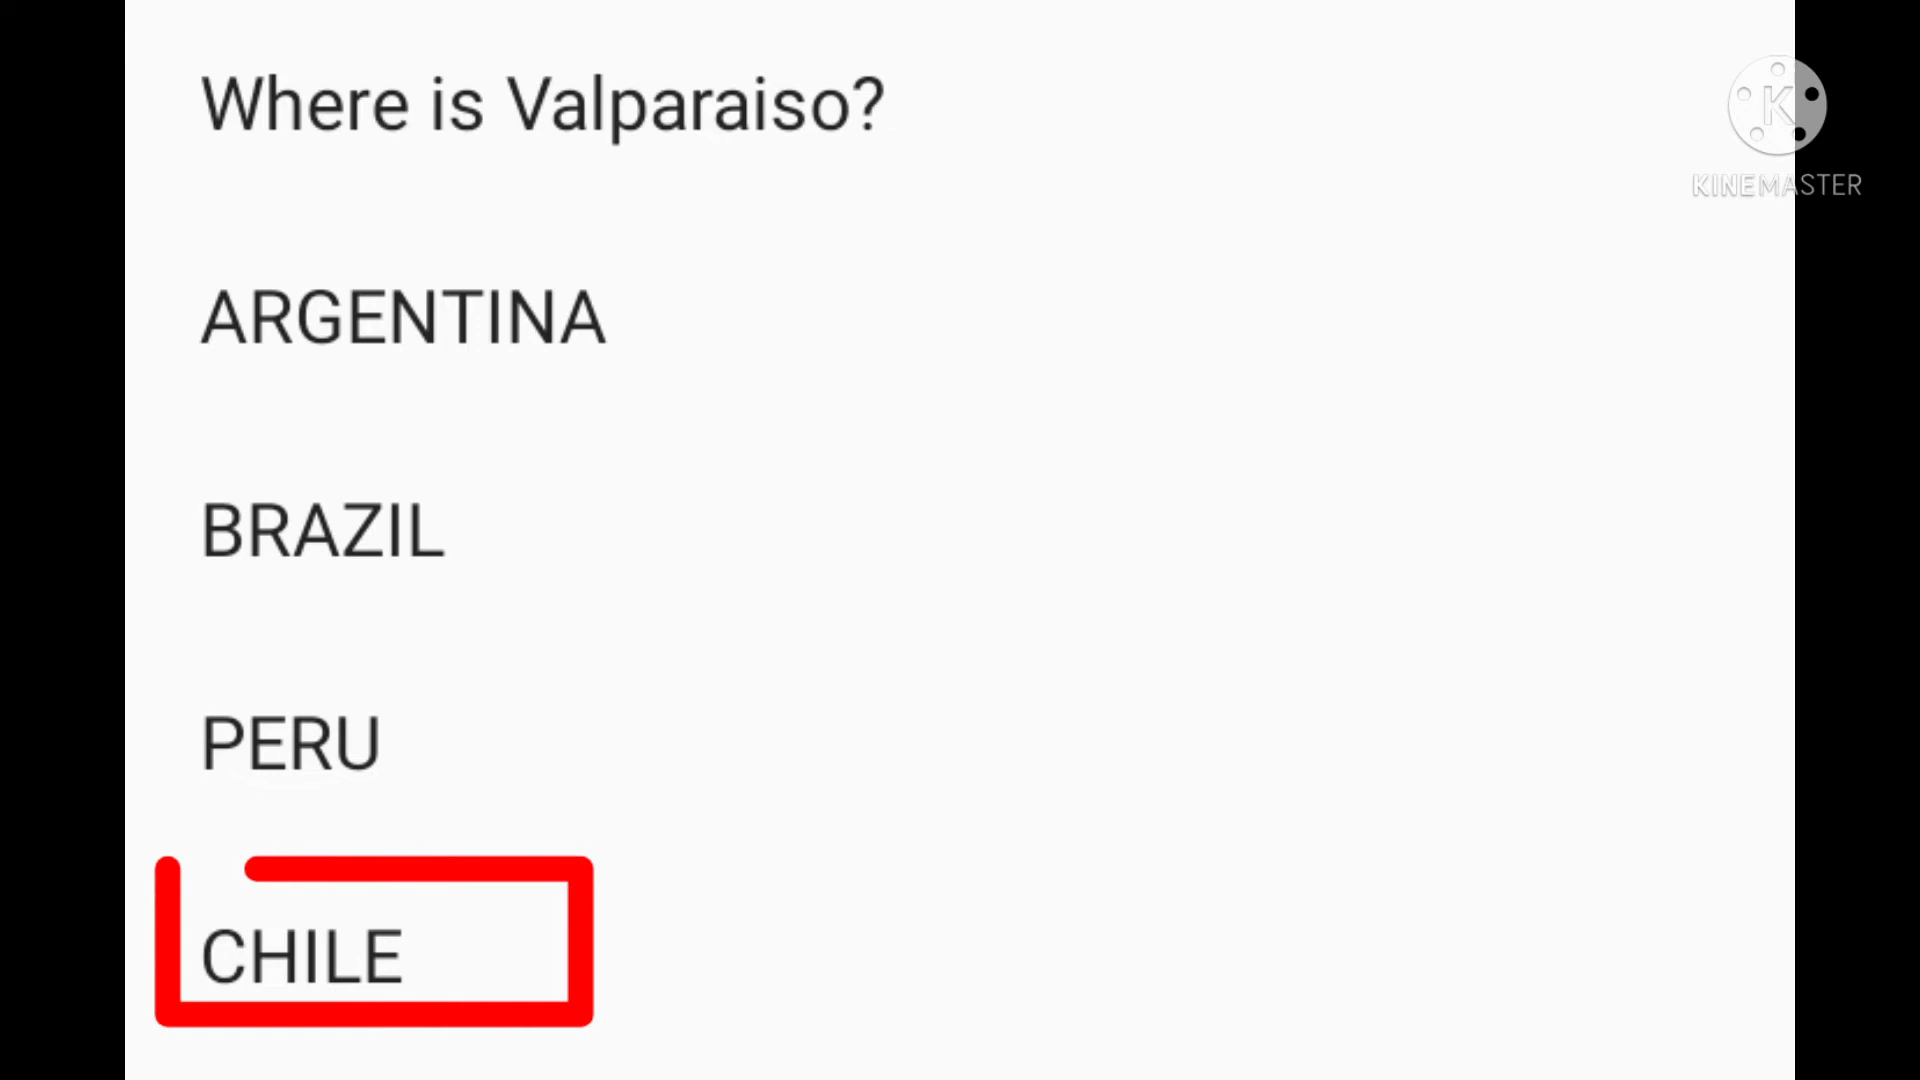 Where is Valparaiso?
K
KINEMASTER
ARGENTINA
BRAZIL
PERU
CHILE